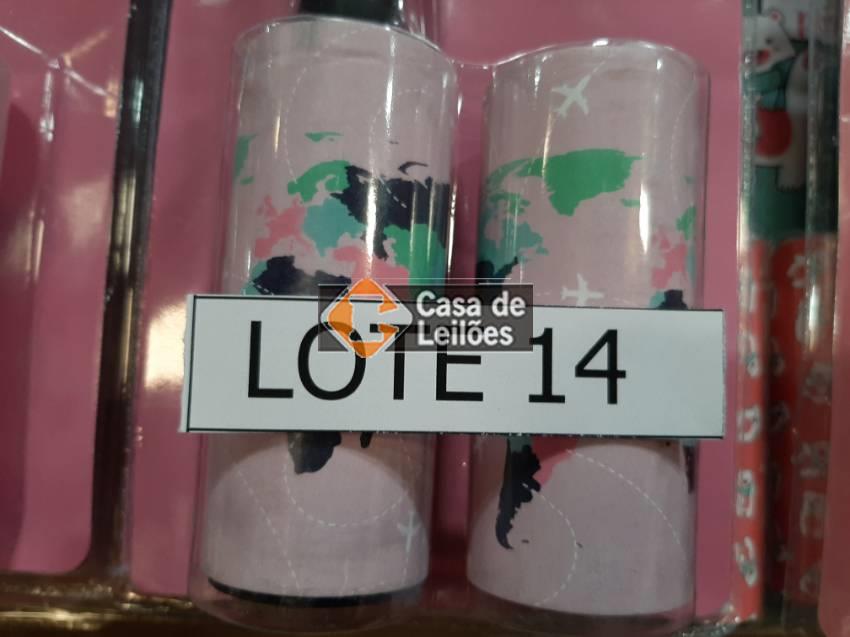 Casa de
Leilões
LOTE 14